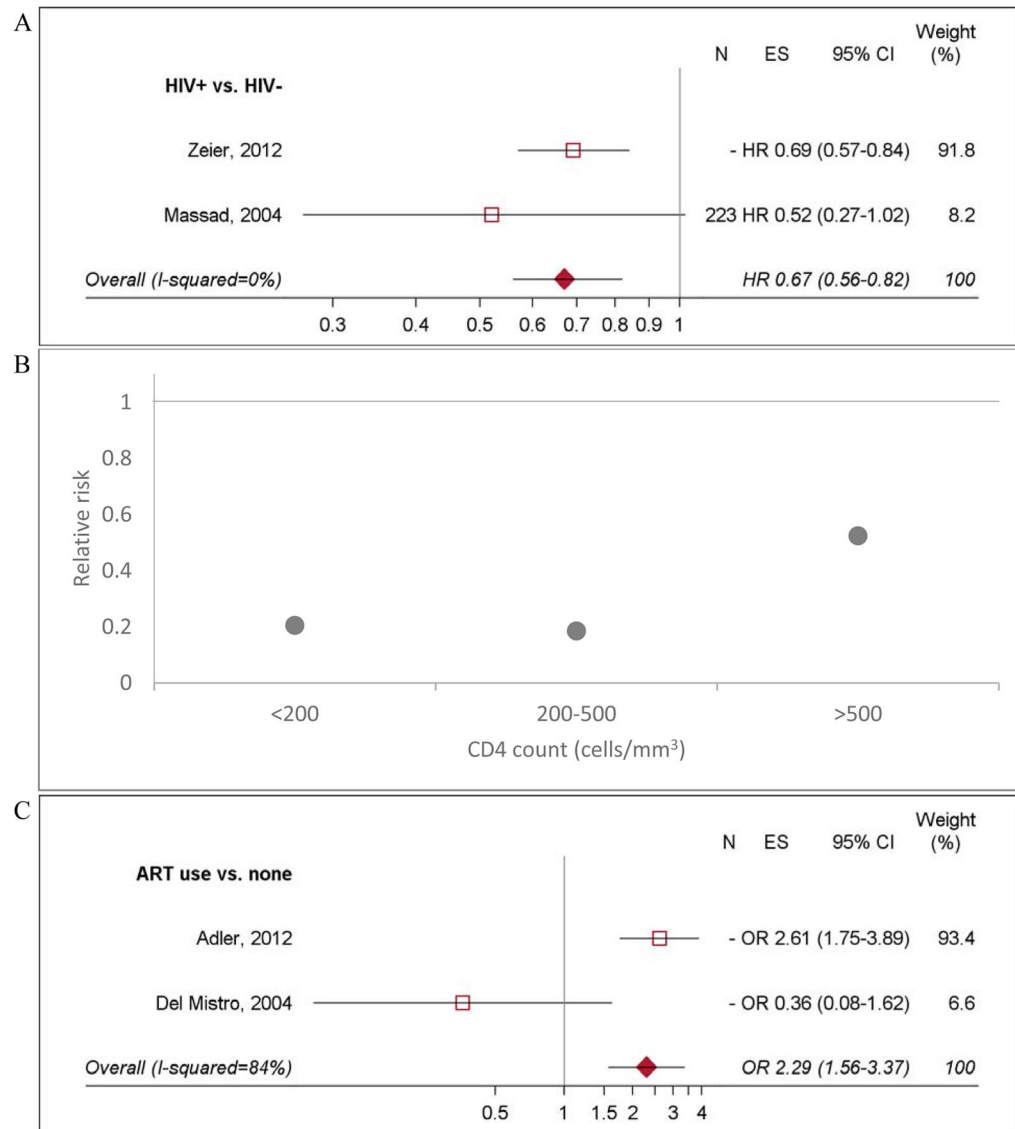 A
Weight
N ES 95% CI (%)
HIV+ vs. HIV-
Zeier, 2012 - HR 0.69 (0.57-0.84) 91.8
Massad, 2004 223 HR 0.52 (0.27-1.02) 8.2
Overall (I-squared=0%) HR 0.67 (0.56-0.82) 100
0.3 0.4 0.5 0.6 0.7 0.8 0.9 1
B
1
0.8
0.6
0.4
0.2
0
Relative risk
<200 200-500 >500
CD4 count (cells/mm³)
C
Weight
N ES 95% CI (%)
ART use vs. none
Adler, 2012 - OR 2.61 (1.75-3.89) 93.4
Del Mistro, 2004 - OR 0.36 (0.08-1.62) 6.6
Overall (I-squared=84%) OR 2.29 (1.56-3.37) 100
0.5 1 1.5 2 3 4